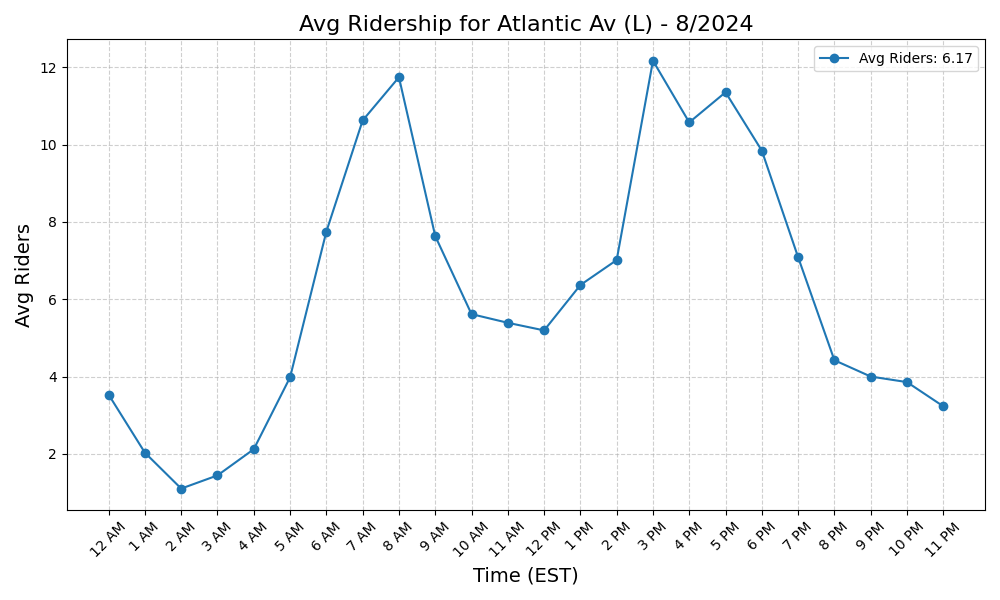 Avg Ridership for Atlantic Av (L) - 8/2024
Avg Riders: 6.17
Avg Riders
12
10
8
6
4
2
12 AM
1 AM
2 AM
3 AM
4 AM
5 AM
6 AM
7 AM
8 AM
9 AM
10 AM
11 AM
12 PM
1 PM
2 PM
3 PM
4 PM
5 PM
6 PM
7 PM
8 PM
9 PM
10 PM
11 PM
Time (EST)